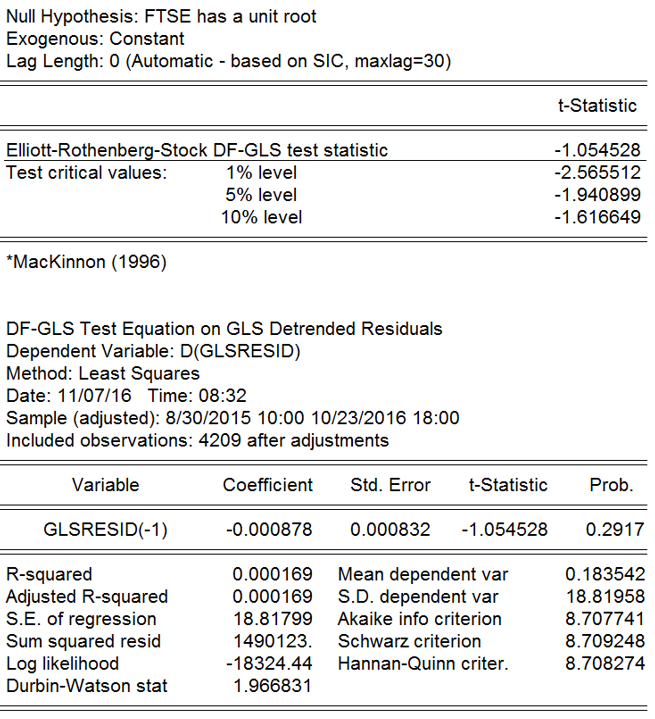 Null Hypothesis: FTSE has a unit root
Exogenous: Constant
Lag Length: 0 (Automatic - based on SIC, maxlag=30)
t-Statistic
Elliott-Rothenberg-Stock DF-GLS test statistic -1.054528
Test critical values: 1% level -2.565512
5% level -1.940899
10% level -1.616649
*MacKinnon (1996)
DF-GLS Test Equation on GLS Detrended Residuals
Dependent Variable: D(GLSRESID)
Method: Least Squares
Date: 11/07/16 Time: 08:32
Sample (adjusted): 8/30/2015 10:00 10/23/2016 18:00
Included observations: 4209 after adjustments
Variable Coefficient Std. Error t-Statistic Prob.
GLSRESID(-1) -0.000878 0.000832 -1.054528 0.2917
R-squared 0.000169 Mean dependent var 0.183542
Adjusted R-squared 0.000169 S.D. dependent var 18.81958
S.E. of regression 18.81799 Akaike info criterion 8.707741
Sum squared resid 1490123. Schwarz criterion 8.709248
Log likelihood -18324.44 Hannan-Quinn criter. 8.708274
Durbin-Watson stat 1.966831